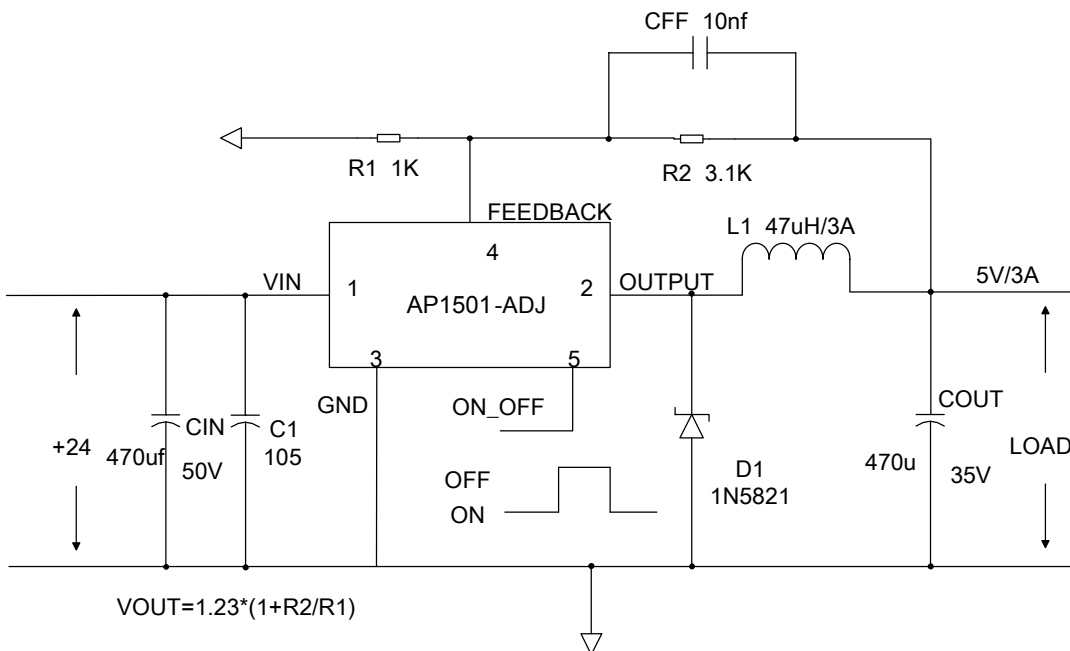 CFF 10nf
R1 1K
R2 3.1K
FEEDBACK
L1 47uH/3A
4
VIN
OUTPUT
5V/3A
1
2
AP1501-ADJ
3
5
GND
ON_OFF
COUT
CIN
C1
+24
470uf
105
50V
LOAD
D1
470u
35V
OFF
1N5821
ON
VOUT=1.23*(1+R2/R1)